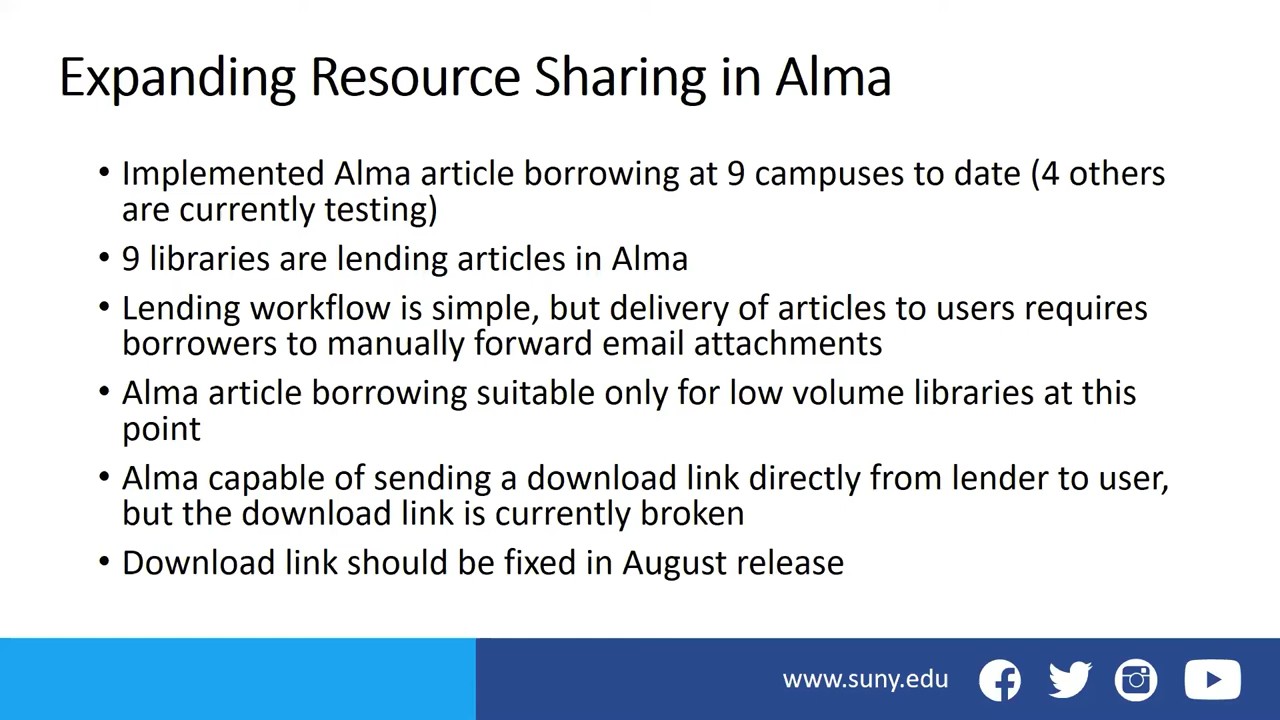 Expanding Resource Sharing in Alma
• Implemented Alma article borrowing at 9 campuses to date (4 others
are currently testing)
• 9 libraries are lending articles in Alma
• Lending workflow is simple, but delivery of articles to users requires
borrowers to manually forward email attachments
• Alma article borrowing suitable only for low volume libraries at this
point
• Alma capable of sending a download link directly from lender to user,
but the download link is currently broken
• Download link should be fixed in August release
www.suny.edu